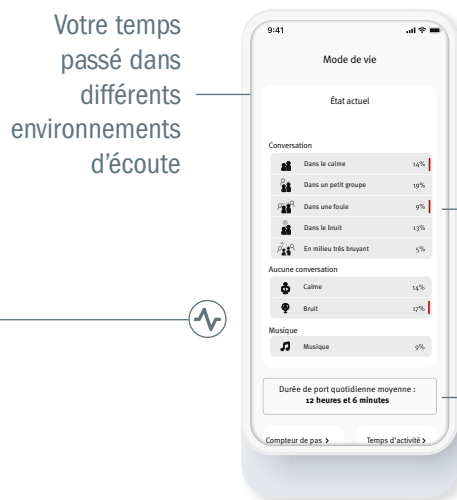 Votre temps
passé dans
différents
environnements
d'écoute
9:41
Mode de vie
État actuel
Conversation
Dans le calme 14%
Dans un petit groupe 19%
Dans une foule 9%
Dans le bruit 13%
En milieu très bruyant 5%
Aucune conversation
Calme 14%
Bruit 17%
Musique
Musique 9%
Durée de port quotidienne moyenne :
12 heures et 6 minutes
Compteur de pas > Temps d'activité >